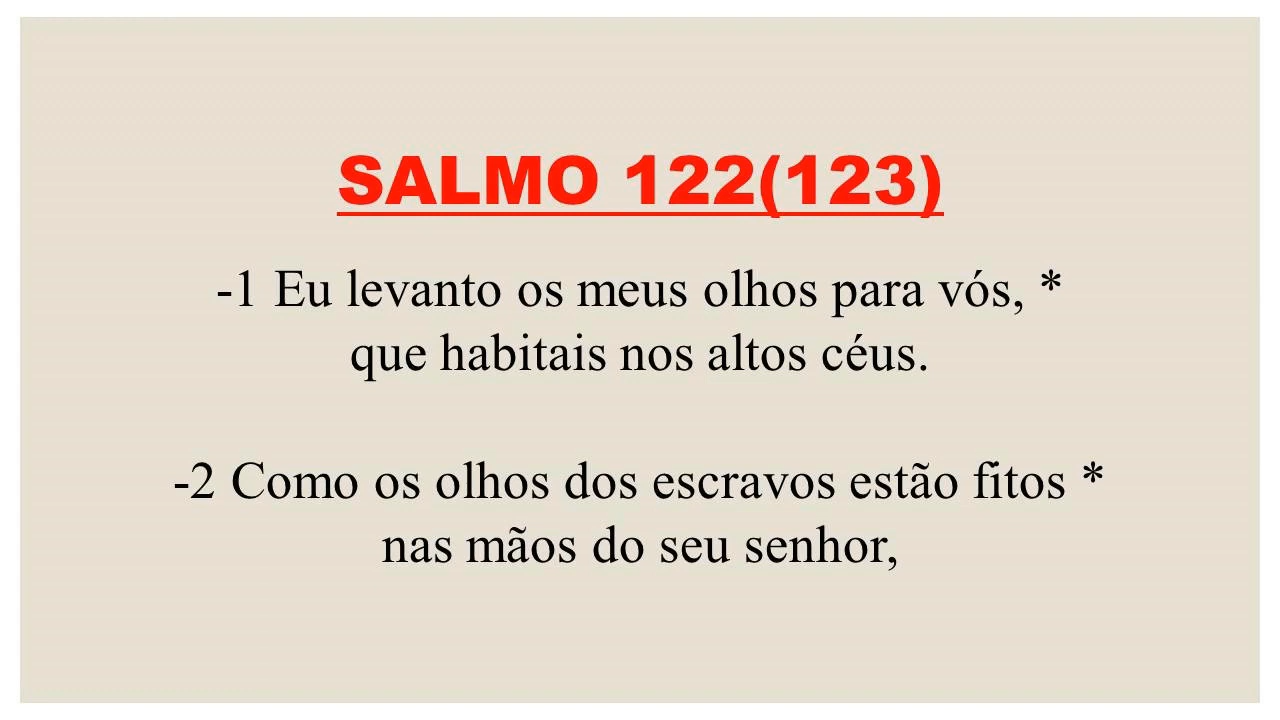 SALMO 122(123)
-1 Eu levanto os meus olhos para vós, *
que habitais nos altos céus.
-2 Como os olhos dos escravos estão fitos *
nas mãos do seu senhor,